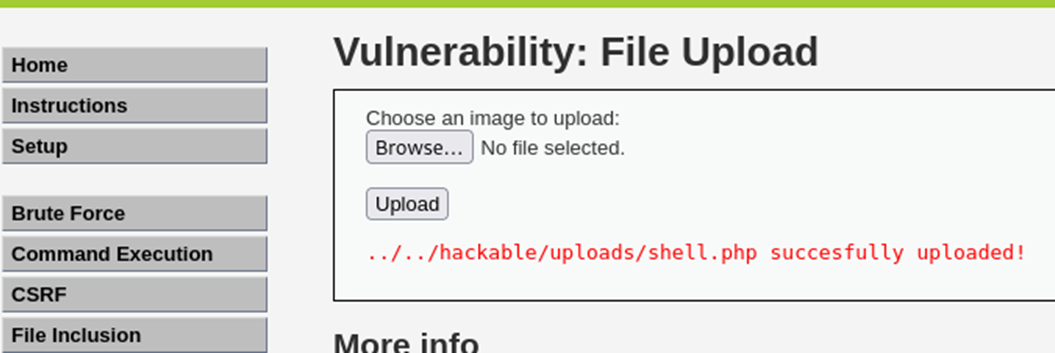 Home
Instructions
Setup
Brute Force
Command Execution
CSRF
File Inclusion
Vulnerability: File Upload
Choose an image to upload:
Browse... No file selected.
Upload
../../hackable/uploads/shell.php succesfully uploaded!
More info